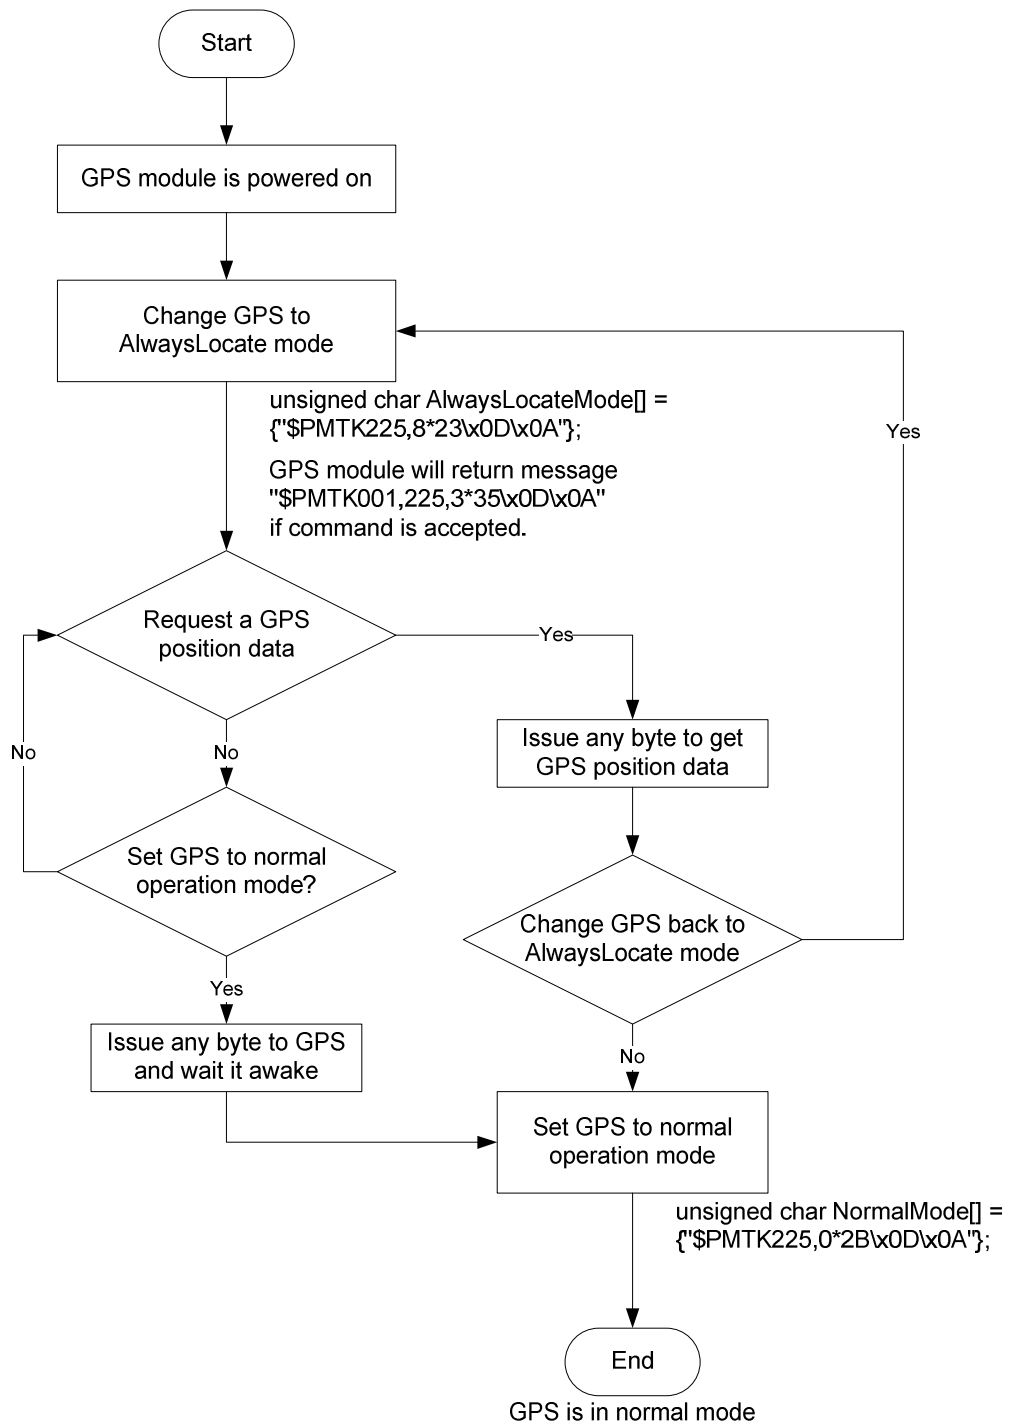 Start
GPS module is powered on
Change GPS to
AlwaysLocate mode
unsigned char AlwaysLocateMode[] =
{"$PMTK225,8*23\x0D\x0A"};
GPS module will return message
"$PMTK001,225,3*35\x0D\x0A"
if command is accepted.
Yes
Request a GPS
position data
Yes
No
No
Issue any byte to get
GPS position data
Set GPS to normal
operation mode?
Change GPS back to
AlwaysLocate mode
Yes
Issue any byte to GPS
and wait it awake
No
Set GPS to normal
operation mode
unsigned char NormalMode[] =
{"$PMTK225,0*2B\x0D\x0A"};
End
GPS is in normal mode